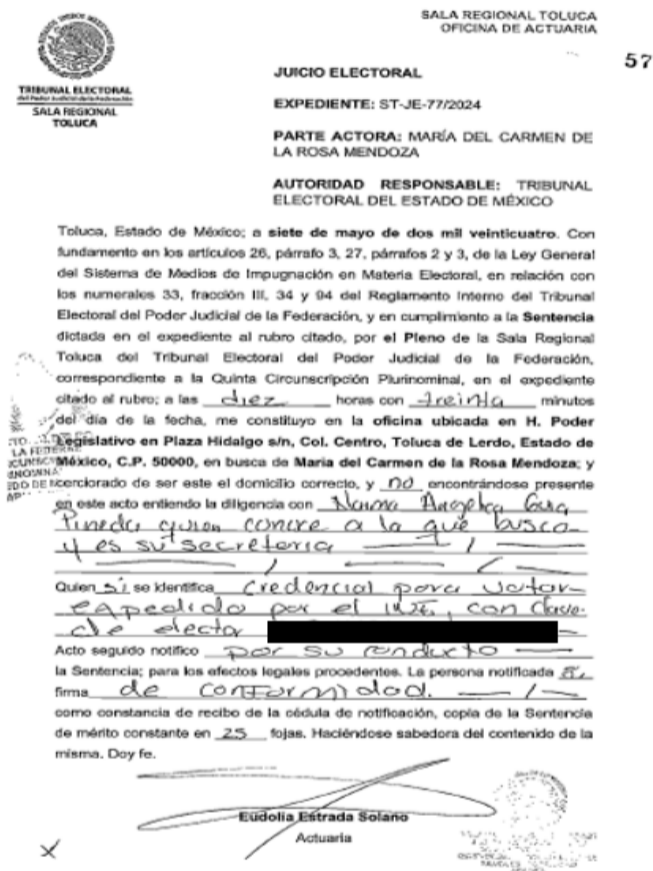 SALA REGIONAL TOLUCA
OFICINA DE ACTUARIA
57
TRIBUNAL ELECTORAL
del Poder Judicial de la Federación
SALA REGIONAL
TOLUCA
JUICIO ELECTORAL
EXPEDIENTE: ST-JE-77/2024
PARTE ACTORA: MARÍA DEL CARMEN DE
LA ROSA MENDOZA
AUTORIDAD RESPONSABLE: TRIBUNAL
ELECTORAL DEL ESTADO DE MÉXICO
Toluca, Estado de México; a siete de mayo de dos mil veinticuatro. Con
fundamento en los artículos 26, párrafo 3, 27, párrafos 2 y 3, de la Ley General
del Sistema de Medios de Impugnación en Materia Electoral, en relación con
los numerales 33, fracción III, 34 y 94 del Reglamento Interno del Tribunal
Electoral del Poder Judicial de la Federación, y en cumplimiento a la Sentencia
dictada en el expediente al rubro citado, por el Pleno de la Sala Regional
Toluca del Tribunal Electoral del Poder Judicial de la Federación,
correspondiente a la Quinta Circunscripción Plurinominal, en el expediente
citado al rubro; a las diez horas con treinta minutos
del día de la fecha, me constituyo en la oficina ubicada en H. Poder
Legislativo en Plaza Hidalgo s/n, Col. Centro, Toluca de Lerdo, Estado de
México, C.P. 50000, en busca de María del Carmen de la Rosa Mendoza; y
cerciorado de ser este el domicilio correcto, y no encontrándose presente
en este acto entiendo la diligencia con Norma Angelica
Pineda quien conoce a la que busco
y es su secretaria
Quien si se identifica credencial para votar
expedida por el INE, con clave
de elector
Acto seguido notifico por su conducto
la Sentencia; para los efectos legales procedentes. La persona notificada
firma de conformidad.
como constancia de recibo de la cédula de notificación, copia de la Sentencia
de mérito constante en 25 fojas. Haciéndose sabedora del contenido de la
misma. Doy fe.
Eudolia Estrada Solano
Actuaria